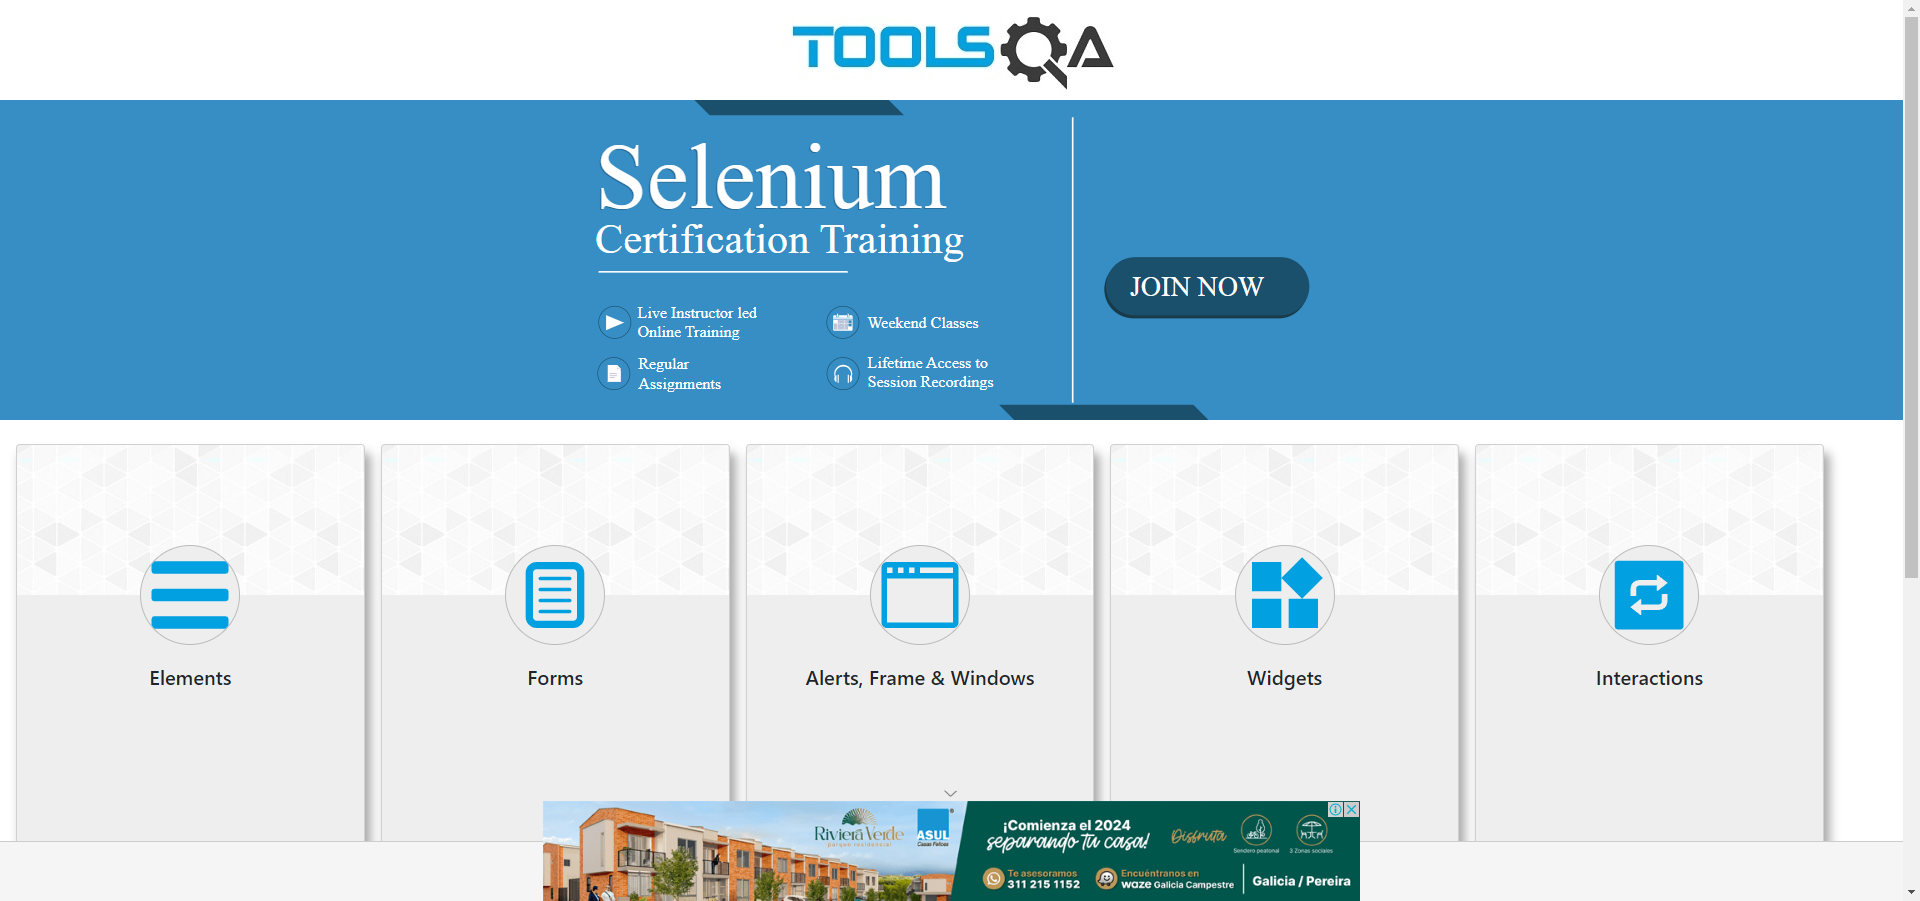 TOOLSQA
Selenium
Certification Training
Live Instructor led
Online Training
Weekend Classes
Regular
Assignments
Lifetime Access to
Session Recordings
JOIN NOW
Elements
Forms
Alerts, Frame & Windows
Widgets
Interactions
Riviera Verde
parque residencial
ASUL
Casas Felices
¡Comienza el 2024
separando tu casa!
Disfruta
Sendero peatonal
3 Zonas sociales
Te asesoramos
311 215 1152
Encuéntranos en
waze Galicia Campestre
Galicia / Pereira